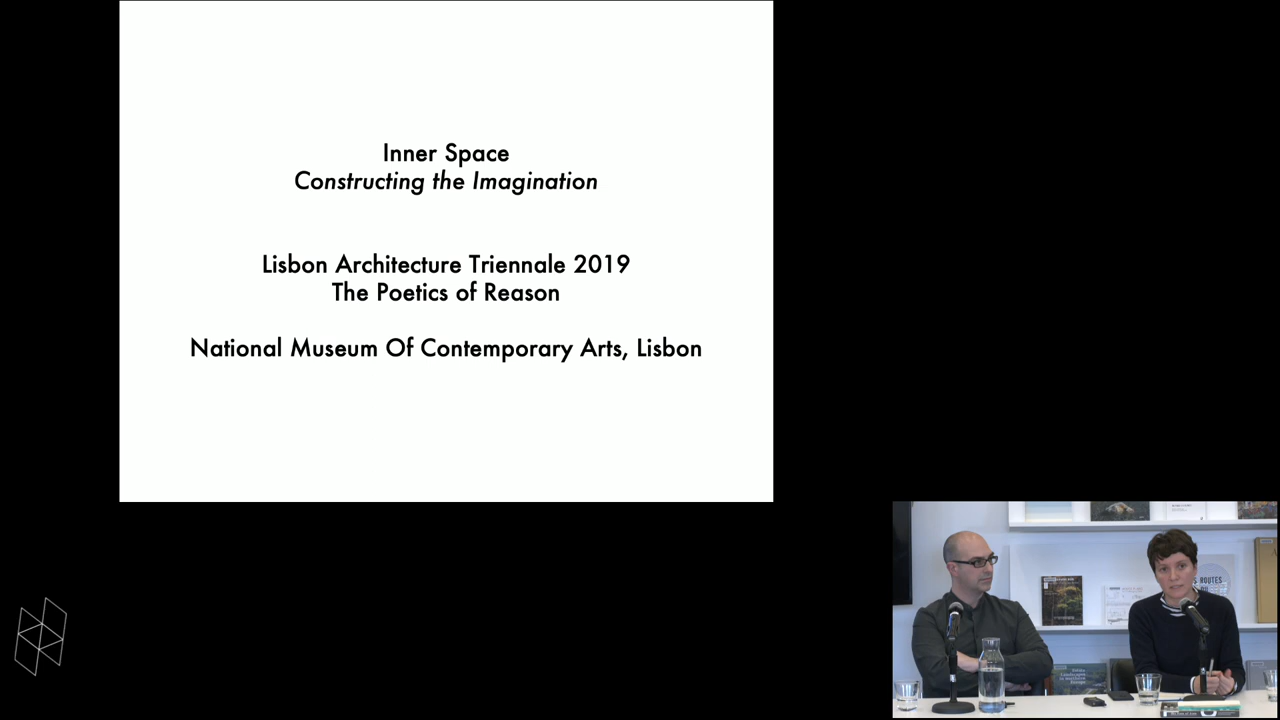 Inner Space
Constructing the Imagination
Lisbon Architecture Triennale 2019
The Poetics of Reason
National Museum Of Contemporary Arts, Lisbon
ROUTES